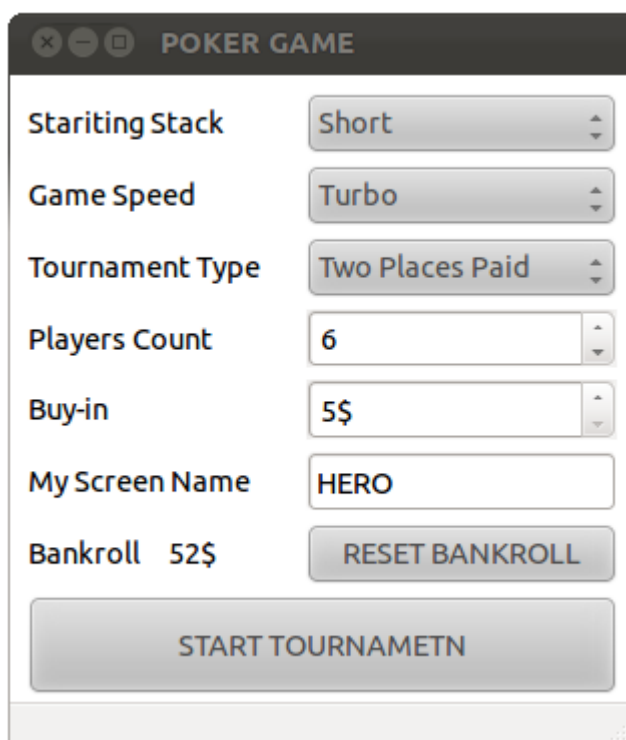 POKER GAME
Stariting Stack Short
Game Speed Turbo
Tournament Type Two Places Paid
Players Count 6
Buy-in 5$
My Screen Name HERO
Bankroll 52$ RESET BANKROLL
START TOURNAMETN